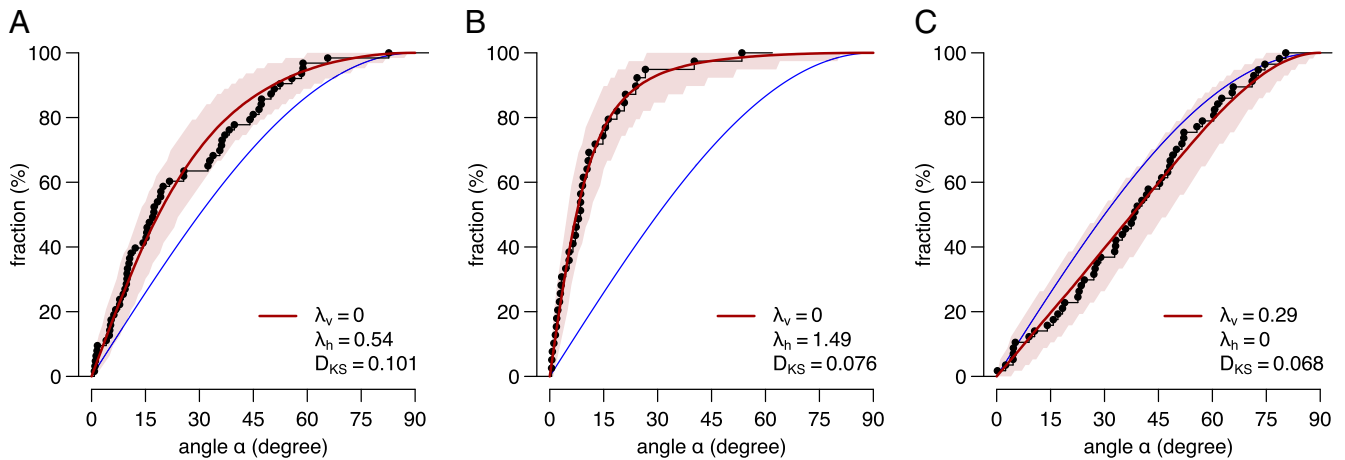 A
fraction (%)
100
80
60
40
20
0
λv = 0
λh = 0.54
DKS = 0.101
0 15 30 45 60 75 90
angle α (degree)
B
fraction (%)
100
80
60
40
20
0
λv = 0
λh = 1.49
DKS = 0.076
0 15 30 45 60 75 90
angle α (degree)
C
fraction (%)
100
80
60
40
20
0
λv = 0.29
λh = 0
DKS = 0.068
0 15 30 45 60 75 90
angle α (degree)